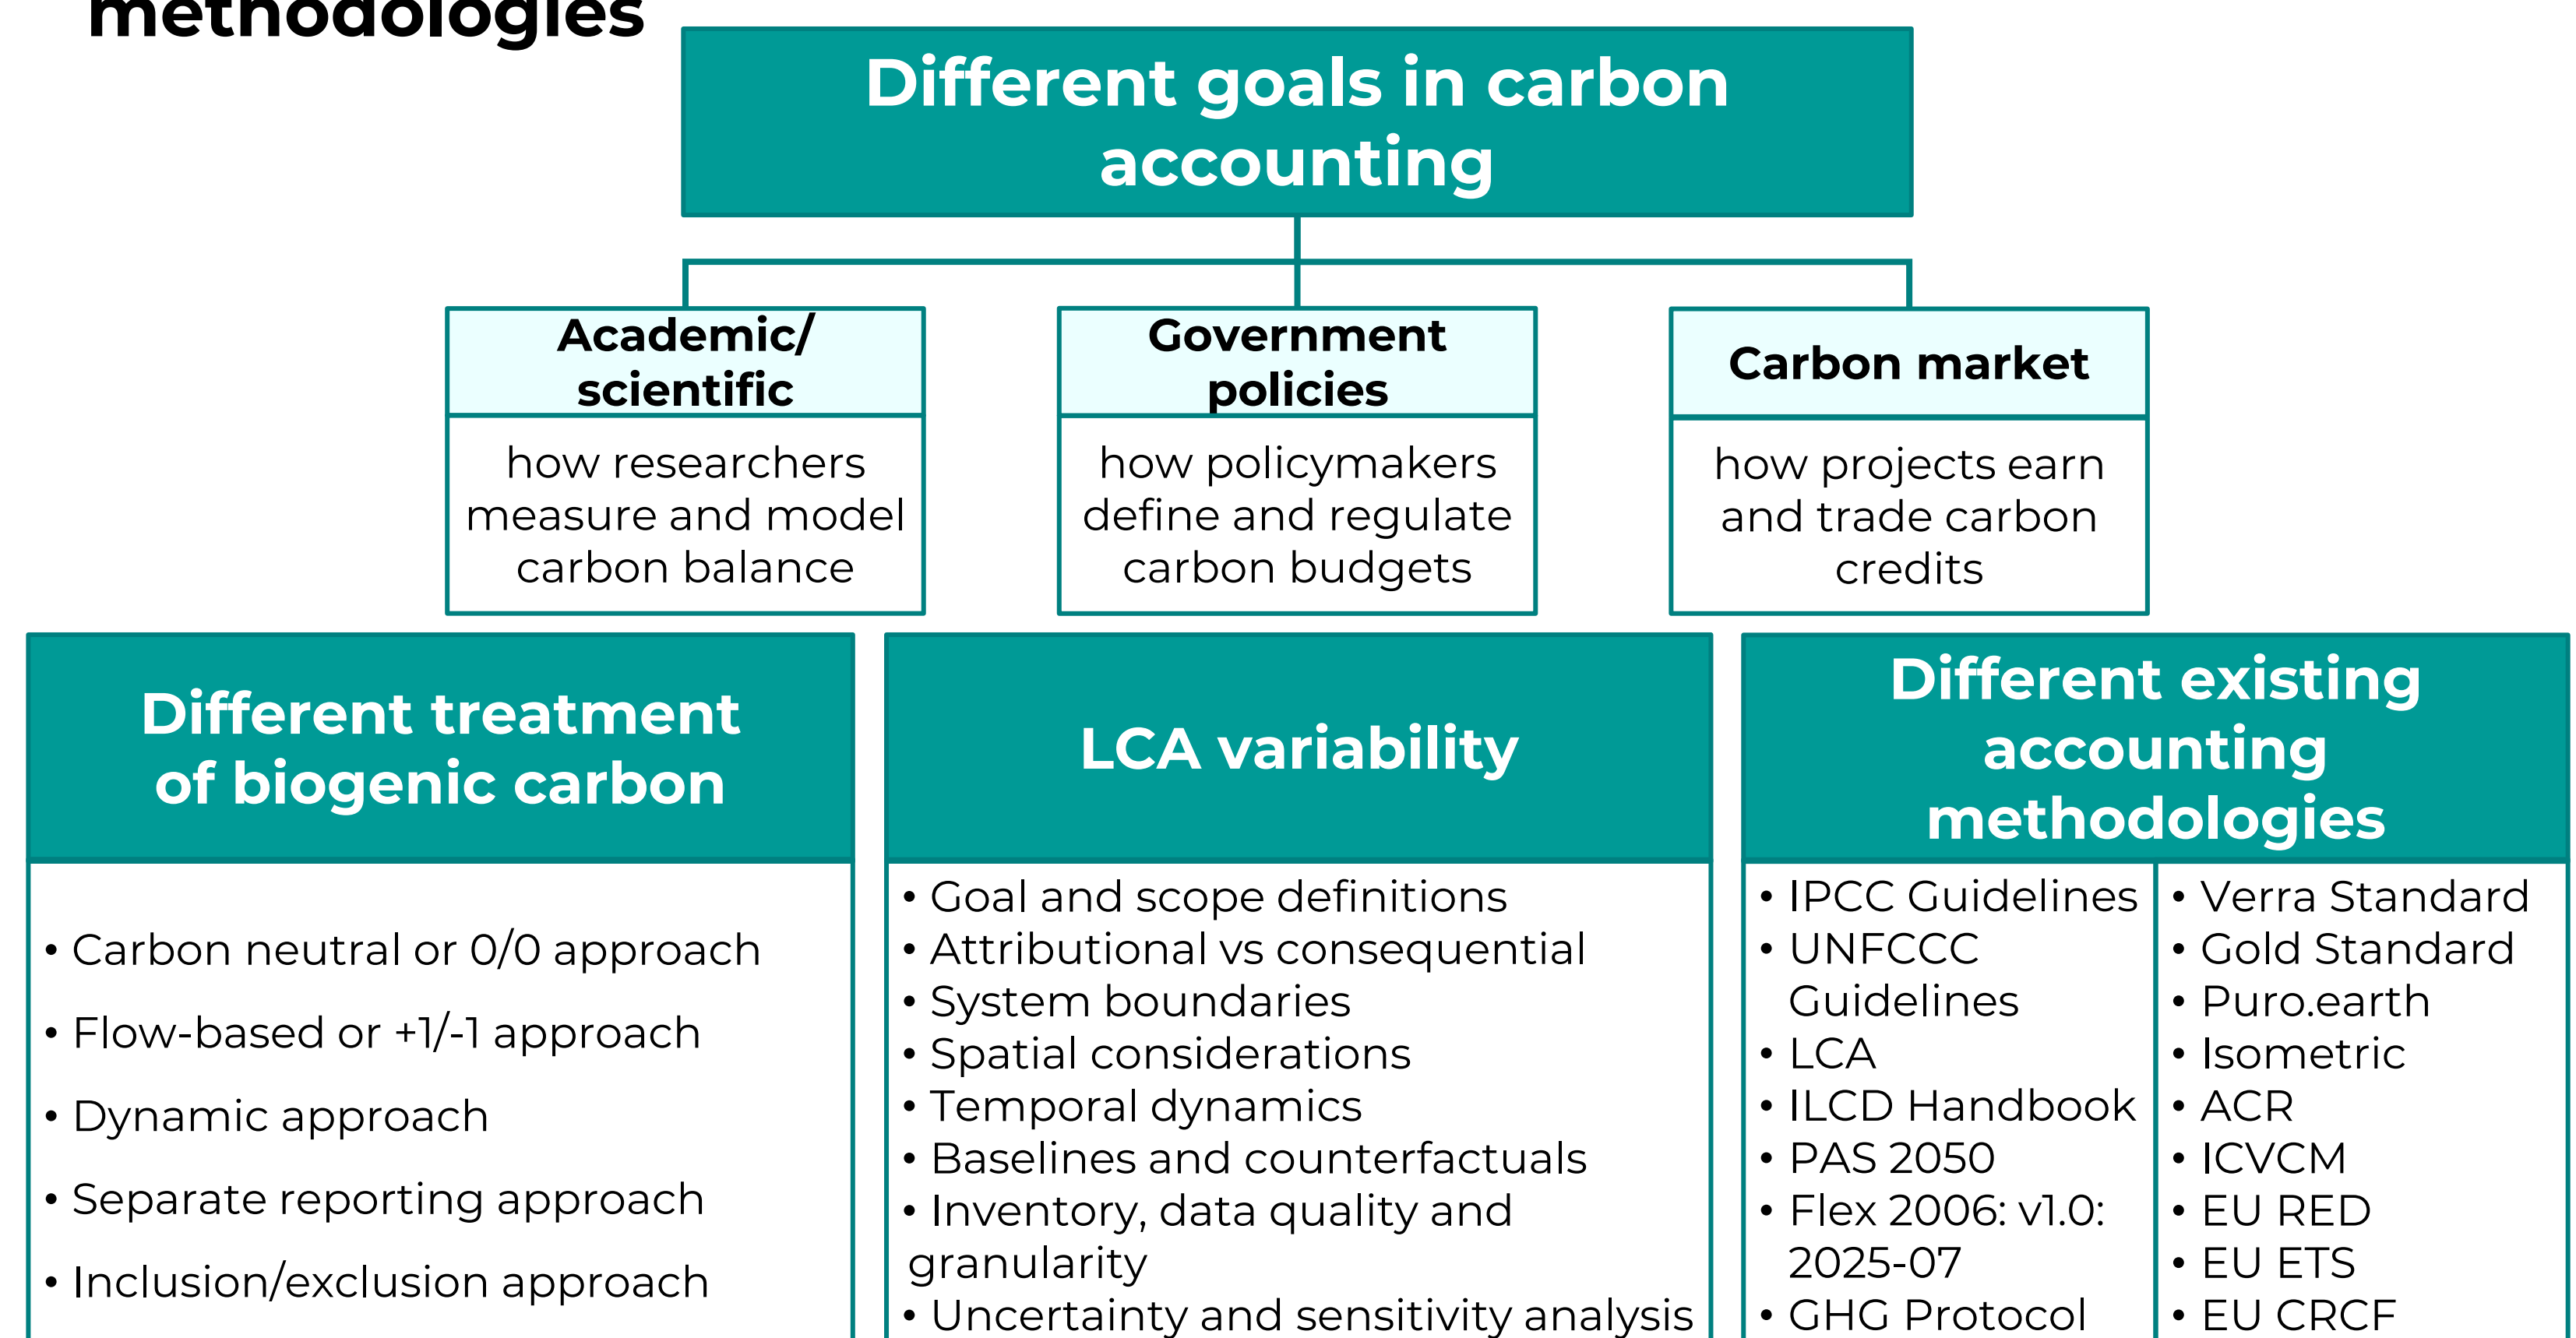 methodologies
Different goals in carbon
accounting
Academic/
scientific
how researchers
measure and model
carbon balance
Government
policies
how policymakers
define and regulate
carbon budgets
Carbon market
how projects earn
and trade carbon
credits
Different treatment
of biogenic carbon
• Carbon neutral or 0/0 approach
• Flow-based or +1/-1 approach
• Dynamic approach
• Separate reporting approach
• Inclusion/exclusion approach
LCA variability
• Goal and scope definitions
• Attributional vs consequential
• System boundaries
• Spatial considerations
• Temporal dynamics
• Baselines and counterfactuals
• Inventory, data quality and
granularity
• Uncertainty and sensitivity analysis
Different existing
accounting
methodologies
• IPCC Guidelines
• UNFCCC
Guidelines
• LCA
• ILCD Handbook
• PAS 2050
• Flex 2006: v1.0:
2025-07
• GHG Protocol
• Verra Standard
• Gold Standard
• Puro.earth
• Isometric
• ACR
• ICVCM
• EU RED
• EU ETS
• EU CRCF